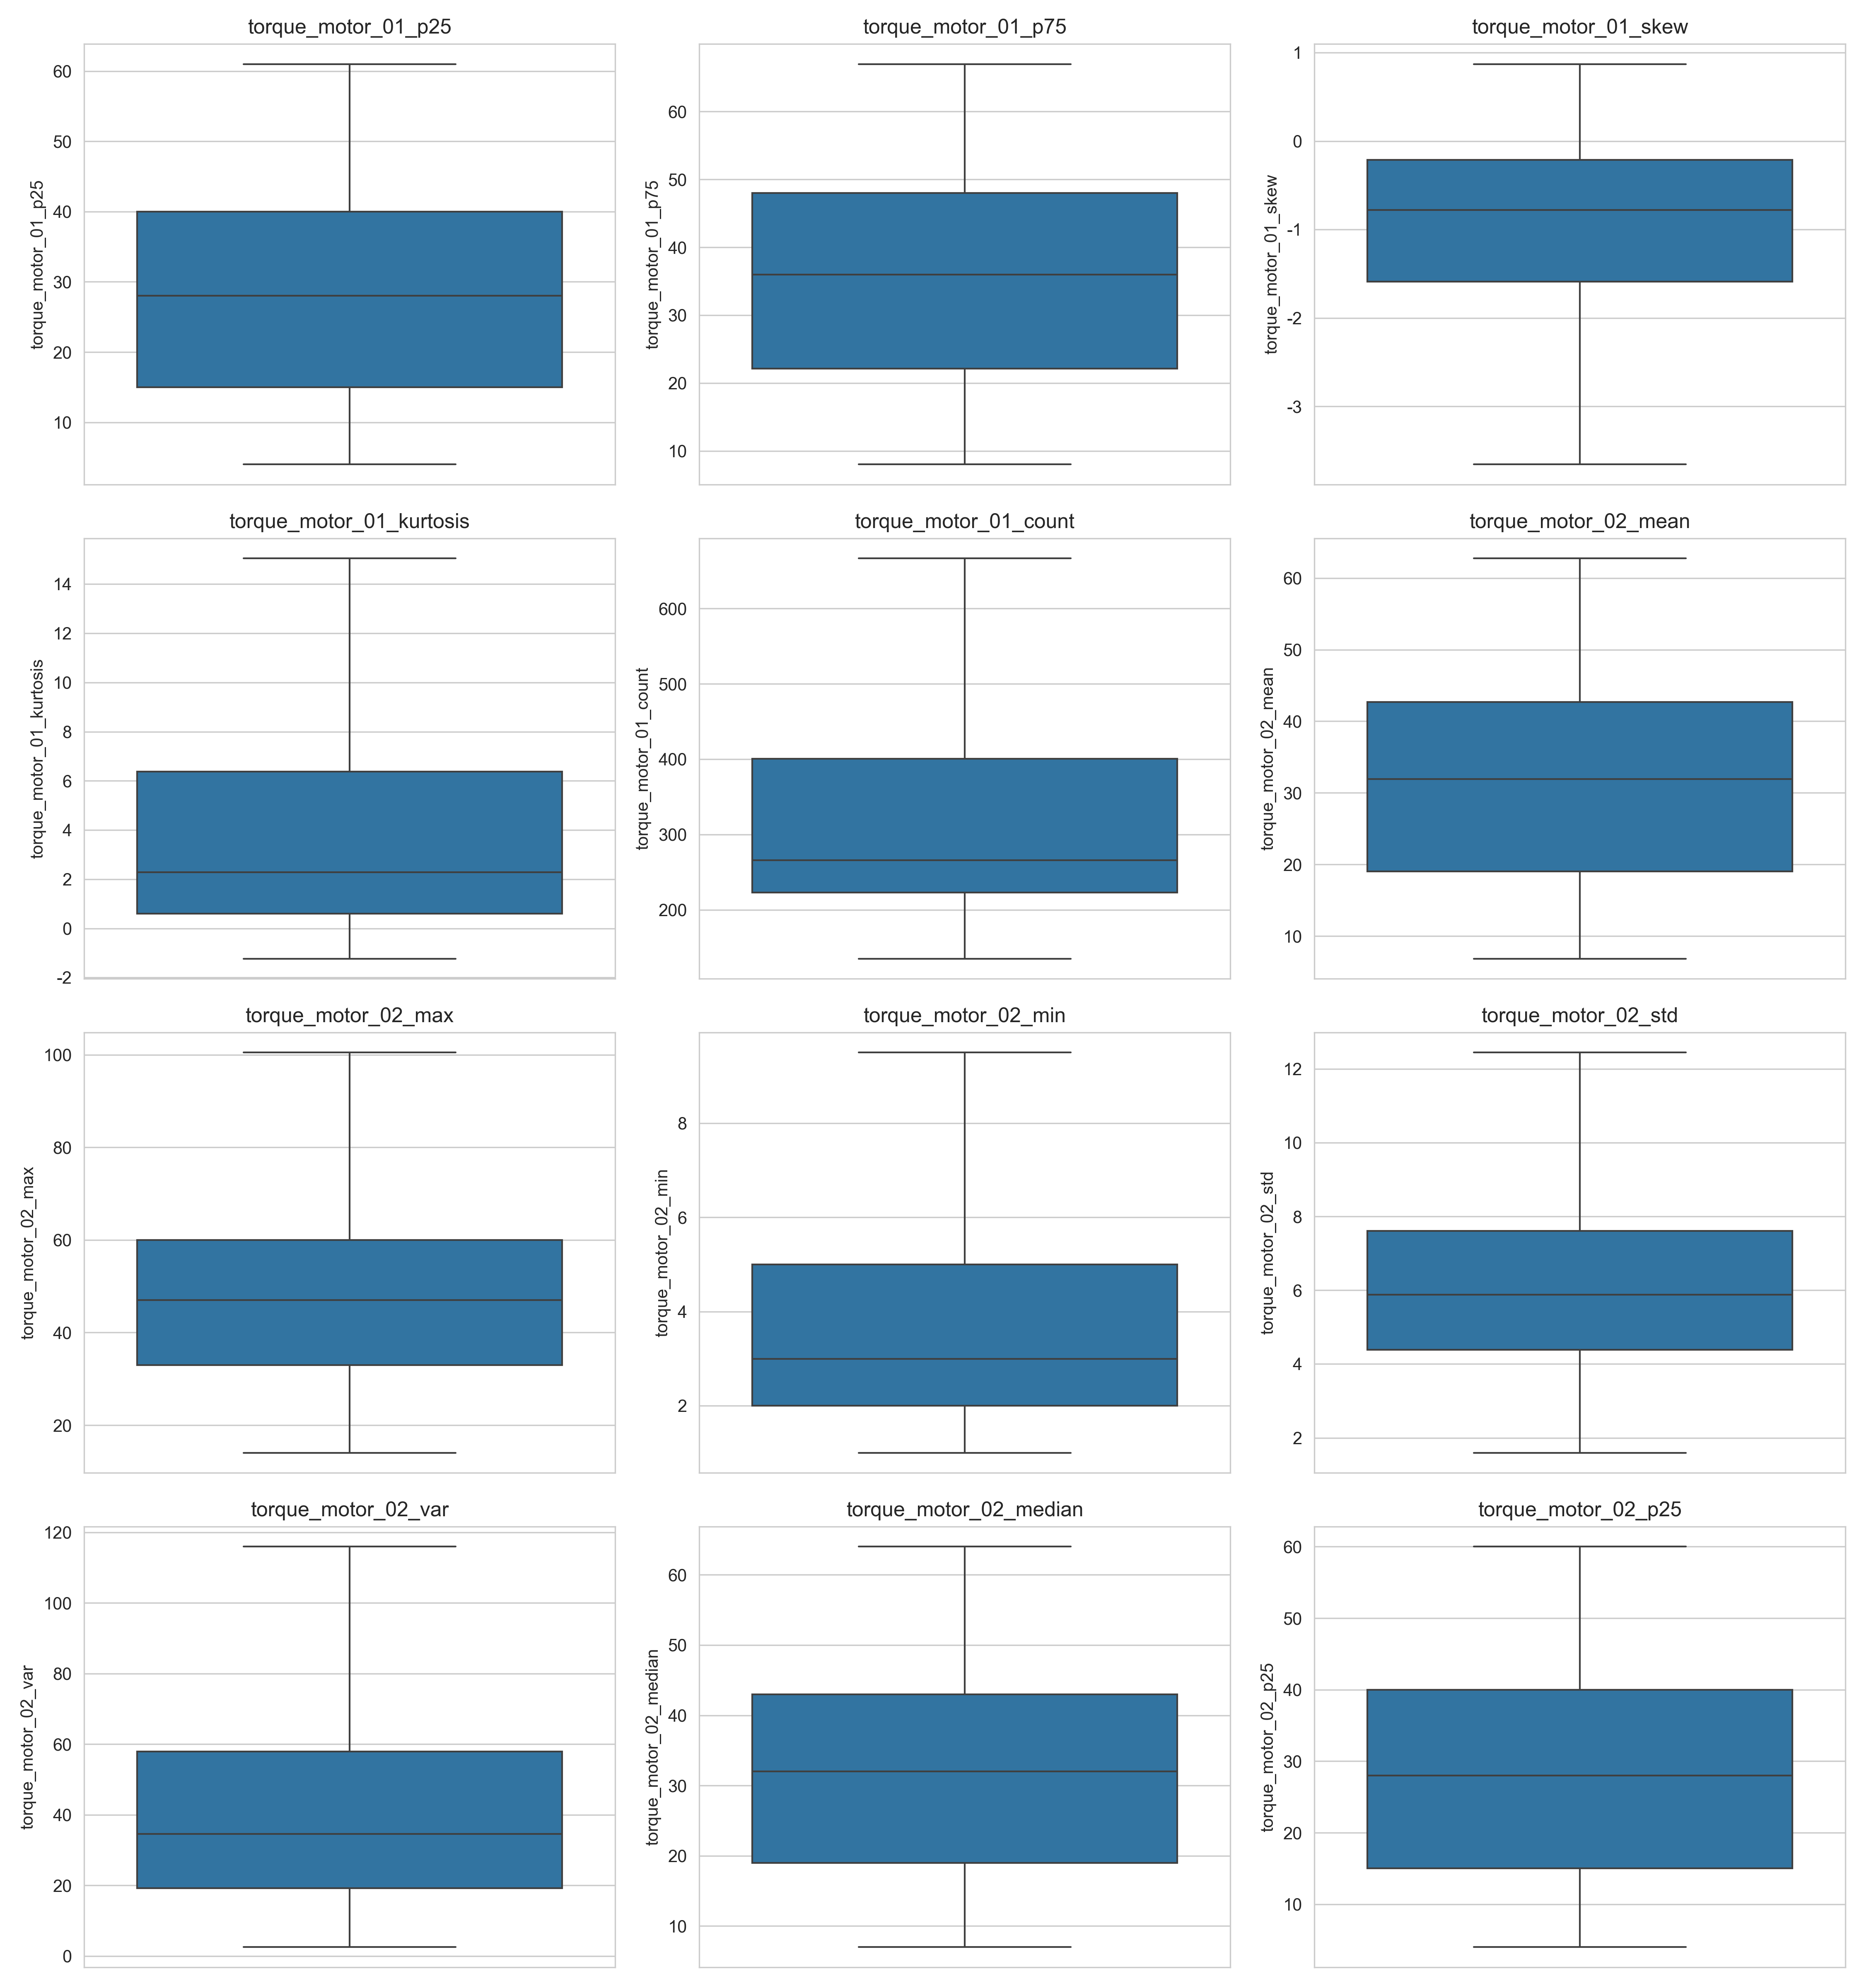 torque_motor_01_p25
torque_motor_01_p25
60
50
40
30
20
10
torque_motor_01_p75
torque_motor_01_p75
60
50
40
30
20
10
torque_motor_01_skew
torque_motor_01_skew
1
0
-1
-2
-3
torque_motor_01_kurtosis
torque_motor_01_kurtosis
14
12
10
8
6
4
2
0
-2
torque_motor_01_count
torque_motor_01_count
600
500
400
300
200
torque_motor_02_mean
torque_motor_02_mean
60
50
40
30
20
10
torque_motor_02_max
torque_motor_02_max
100
80
60
40
20
torque_motor_02_min
torque_motor_02_min
8
6
4
2
torque_motor_02_std
torque_motor_02_std
12
10
8
6
4
2
torque_motor_02_var
torque_motor_02_var
120
100
80
60
40
20
0
torque_motor_02_median
torque_motor_02_median
60
50
40
30
20
10
torque_motor_02_p25
torque_motor_02_p25
60
50
40
30
20
10